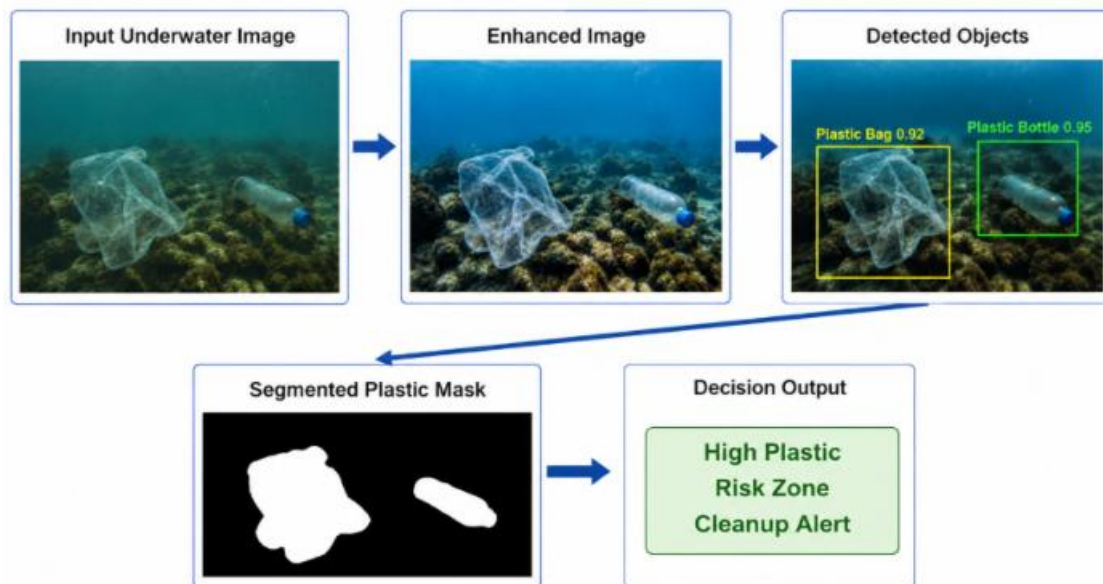 Input Underwater Image
Enhanced Image
Detected Objects
Plastic Bag 0.92
Plastic Bottle 0.95
Segmented Plastic Mask
Decision Output
High Plastic
Risk Zone
Cleanup Alert